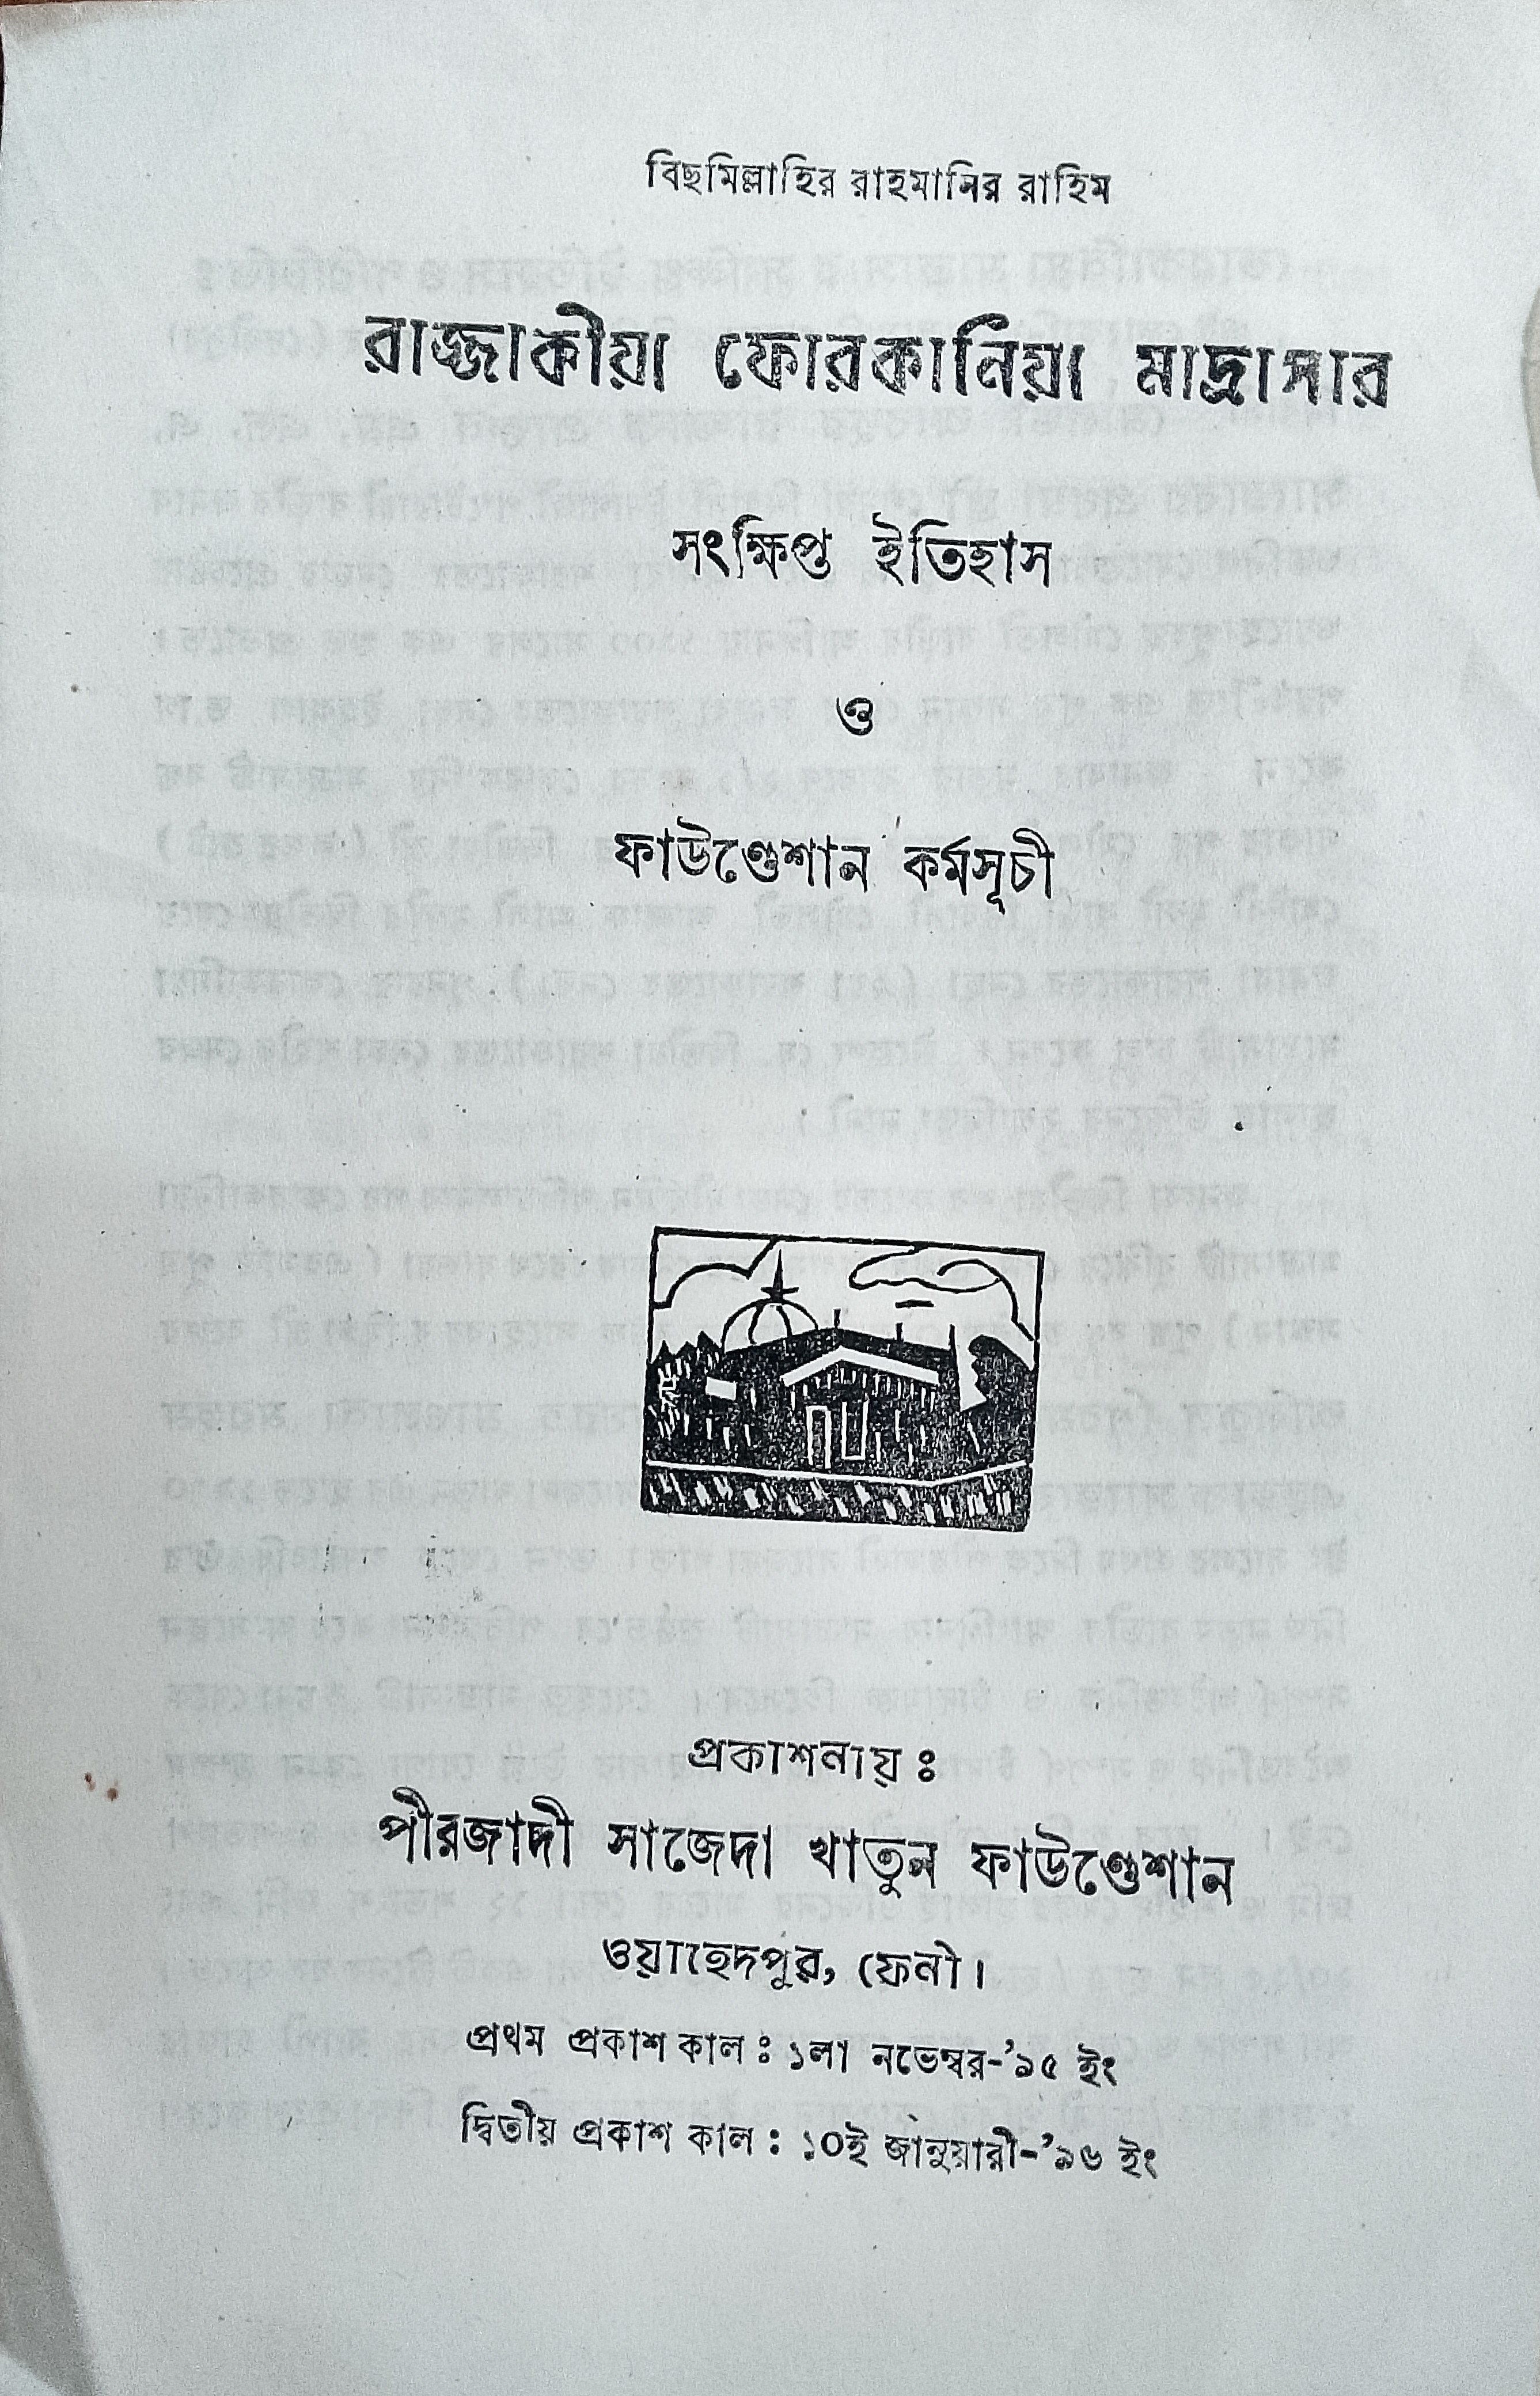 বিছমিল্লাহির রাহমানির রাহিম
রাজ্জাকীয়া ফোরকানিয়া মাদ্রাসার
সংক্ষিপ্ত ইতিহাস
ও
ফাউণ্ডেশান কর্মসূচী
প্রকাশনায়ঃ
পীরজাদী সাজেদা খাতুন ফাউণ্ডেশান
ওয়াহেদপুর, ফেনী।
প্রথম প্রকাশ কাল ঃ ১লা নভেম্বর-'৯৫ ইং
দ্বিতীয় প্রকাশ কাল : ১০ই জানুয়ারী-'৯৬ ইং